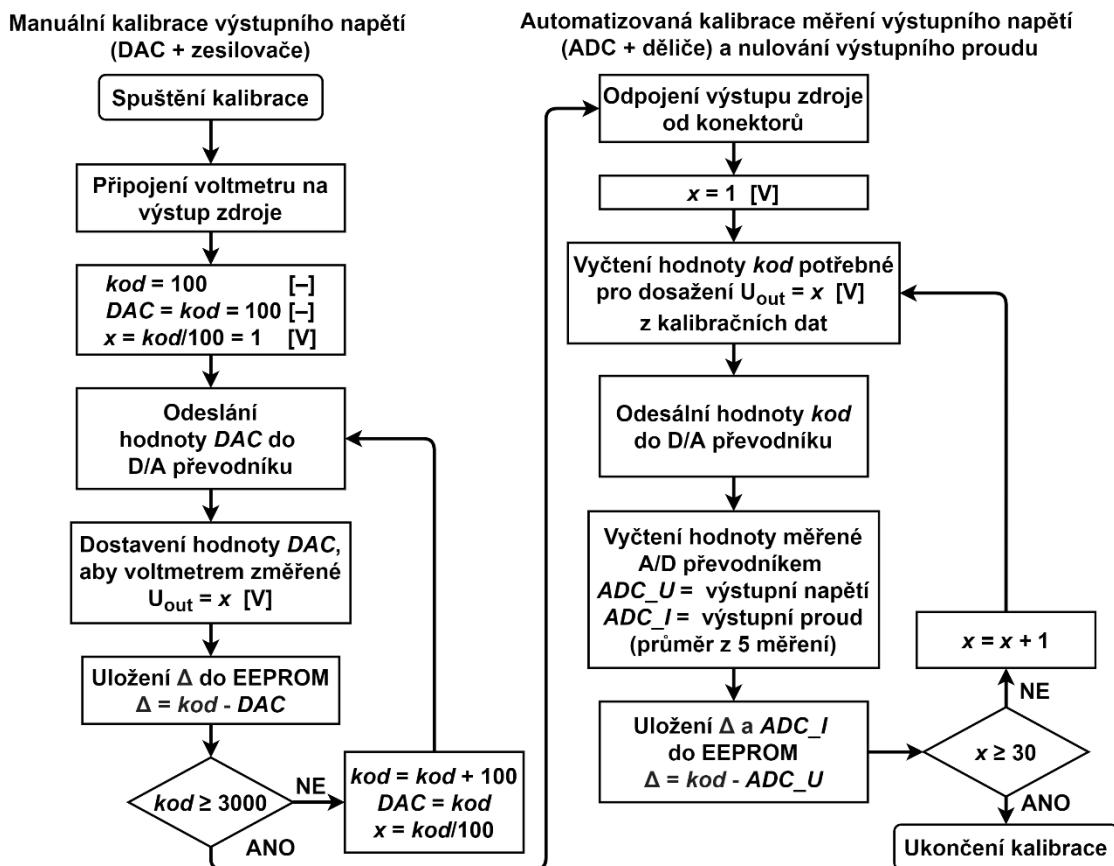 Manuální kalibrace výstupního napětí
(DAC + zesilovače)
Spuštění kalibrace
Připojení voltmetru na
výstup zdroje
kod = 100 [–]
DAC = kod = 100 [–]
x = kod/100 = 1 [V]
Odeslání
hodnoty DAC do
D/A převodníku
Dostavení hodnoty DAC,
aby voltmetrem změřené
Uout = x [V]
Uložení Δ do EEPROM
Δ = kod - DAC
kod ≥ 3000
NE
kod = kod + 100
DAC = kod
x = kod/100
ANO
Automatizovaná kalibrace měření výstupního napětí
(ADC + děliče) a nulování výstupního proudu
Odpojení výstupu zdroje
od konektorů
x = 1 [V]
Vyčtení hodnoty kod potřebné
pro dosažení Uout = x [V]
z kalibračních dat
Odesální hodnoty kod
do D/A převodníku
Vyčtení hodnoty měřené
A/D převodníkem
ADC_U = výstupní napětí
ADC_I = výstupní proud
(průměr z 5 měření)
Uložení Δ a ADC_I
do EEPROM
Δ = kod - ADC_U
x = x + 1
NE
x ≥ 30
ANO
Ukončení kalibrace